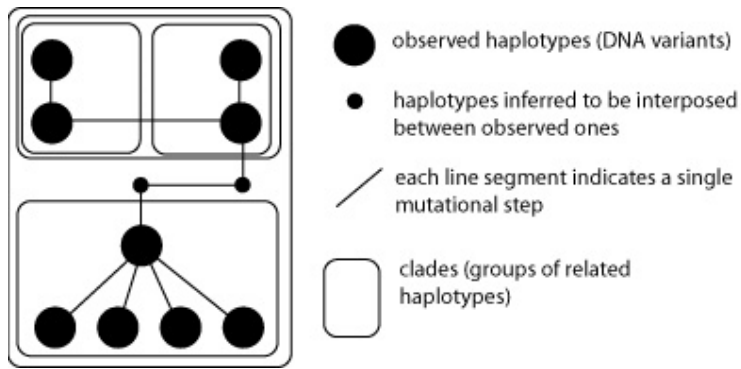 observed haplotypes (DNA variants)
haplotypes inferred to be interposed
between observed ones
each line segment indicates a single
mutational step
clades (groups of related
haplotypes)